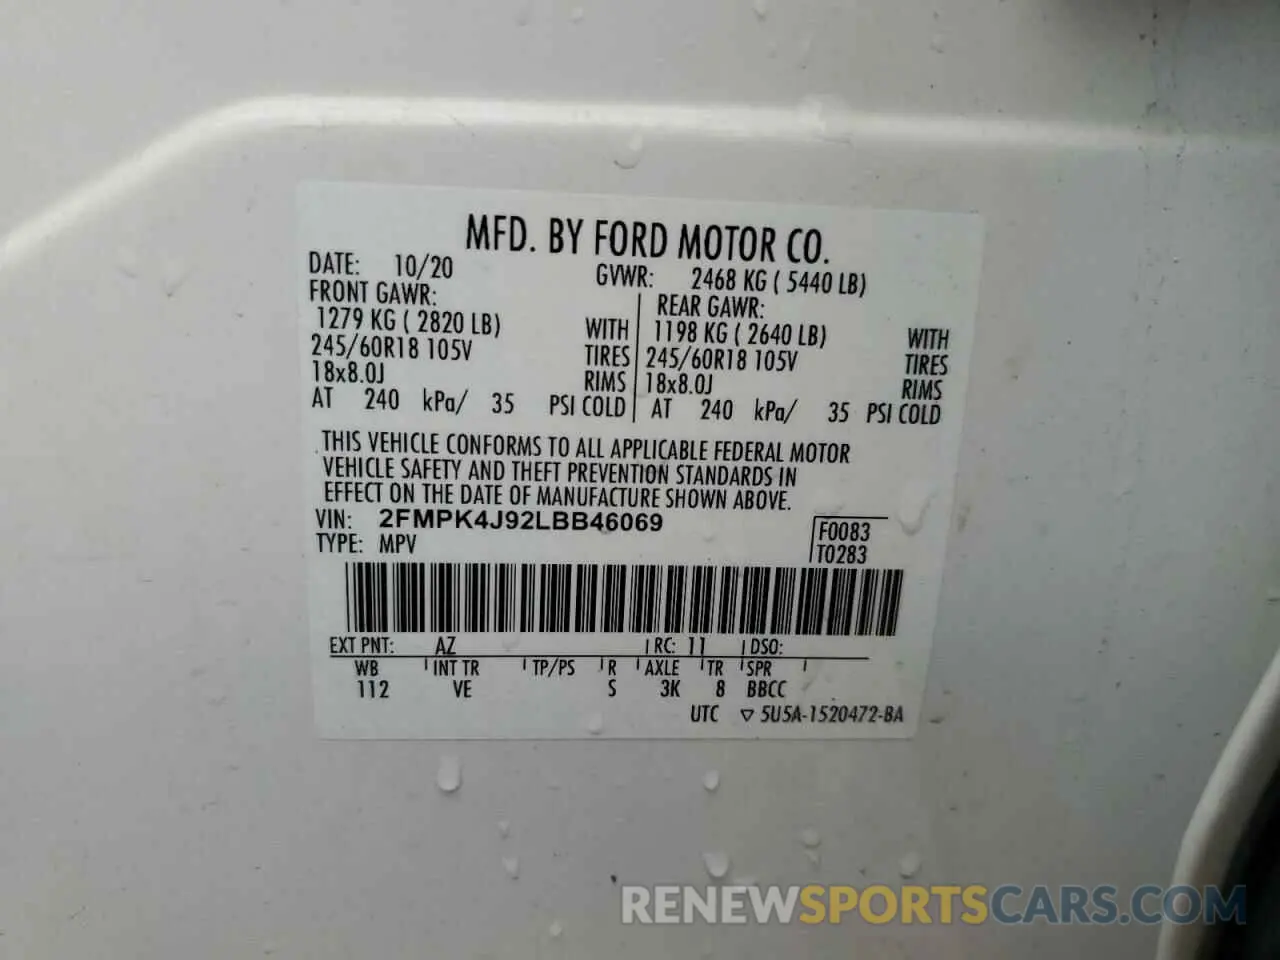 MFD. BY FORD MOTOR CO.
DATE: 10/20 GVWR: 2468 KG ( 5440 LB)
FRONT GAWR: REAR GAWR:
1279 KG ( 2820 LB) WITH 1198 KG ( 2640 LB) WITH
245/60R18 105V TIRES 245/60R18 105V TIRES
18x8.0J RIMS 18x8.0J RIMS
AT 240 kPa/ 35 PSI COLD AT 240 kPa/ 35 PSI COLD
THIS VEHICLE CONFORMS TO ALL APPLICABLE FEDERAL MOTOR
VEHICLE SAFETY AND THEFT PREVENTION STANDARDS IN
EFFECT ON THE DATE OF MANUFACTURE SHOWN ABOVE.
VIN: 2FMPK4J92LBB46069 F0083
TYPE: MPV T0283
EXT PNT: AZ RC: 11 DSO:
WB INT TR TP/PS R AXLE TR SPR
112 VE S 3K 8 BBCC
UTC ▽ 5U5A-1520472-BA
RENEWSPORTSCARS.COM